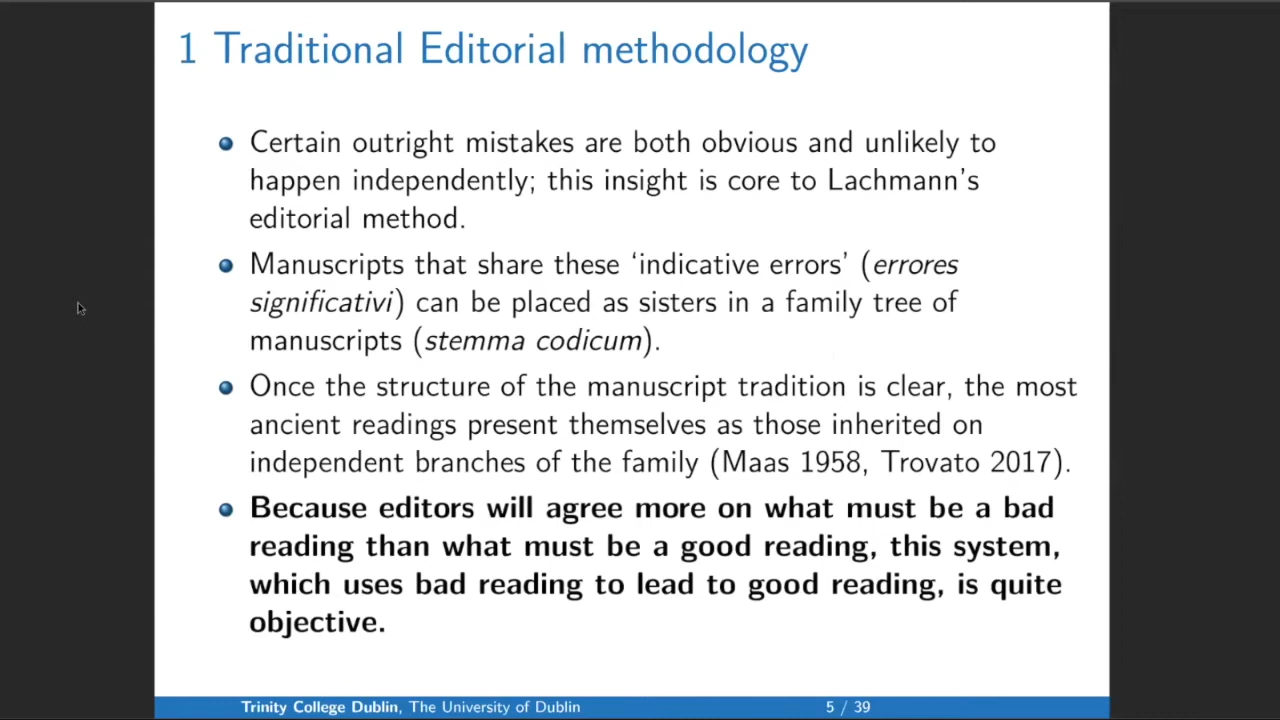 1 Traditional Editorial methodology
Certain outright mistakes are both obvious and unlikely to
happen independently; this insight is core to Lachmann's
editorial method.
Manuscripts that share these ‘indicative errors’ (errores
significativi) can be placed as sisters in a family tree of
manuscripts (stemma codicum).
Once the structure of the manuscript tradition is clear, the most
ancient readings present themselves as those inherited on
independent branches of the family (Maas 1958, Trovato 2017).
Because editors will agree more on what must be a bad
reading than what must be a good reading, this system,
which uses bad reading to lead to good reading, is quite
objective.
Trinity College Dublin, The University of Dublin 5 / 39